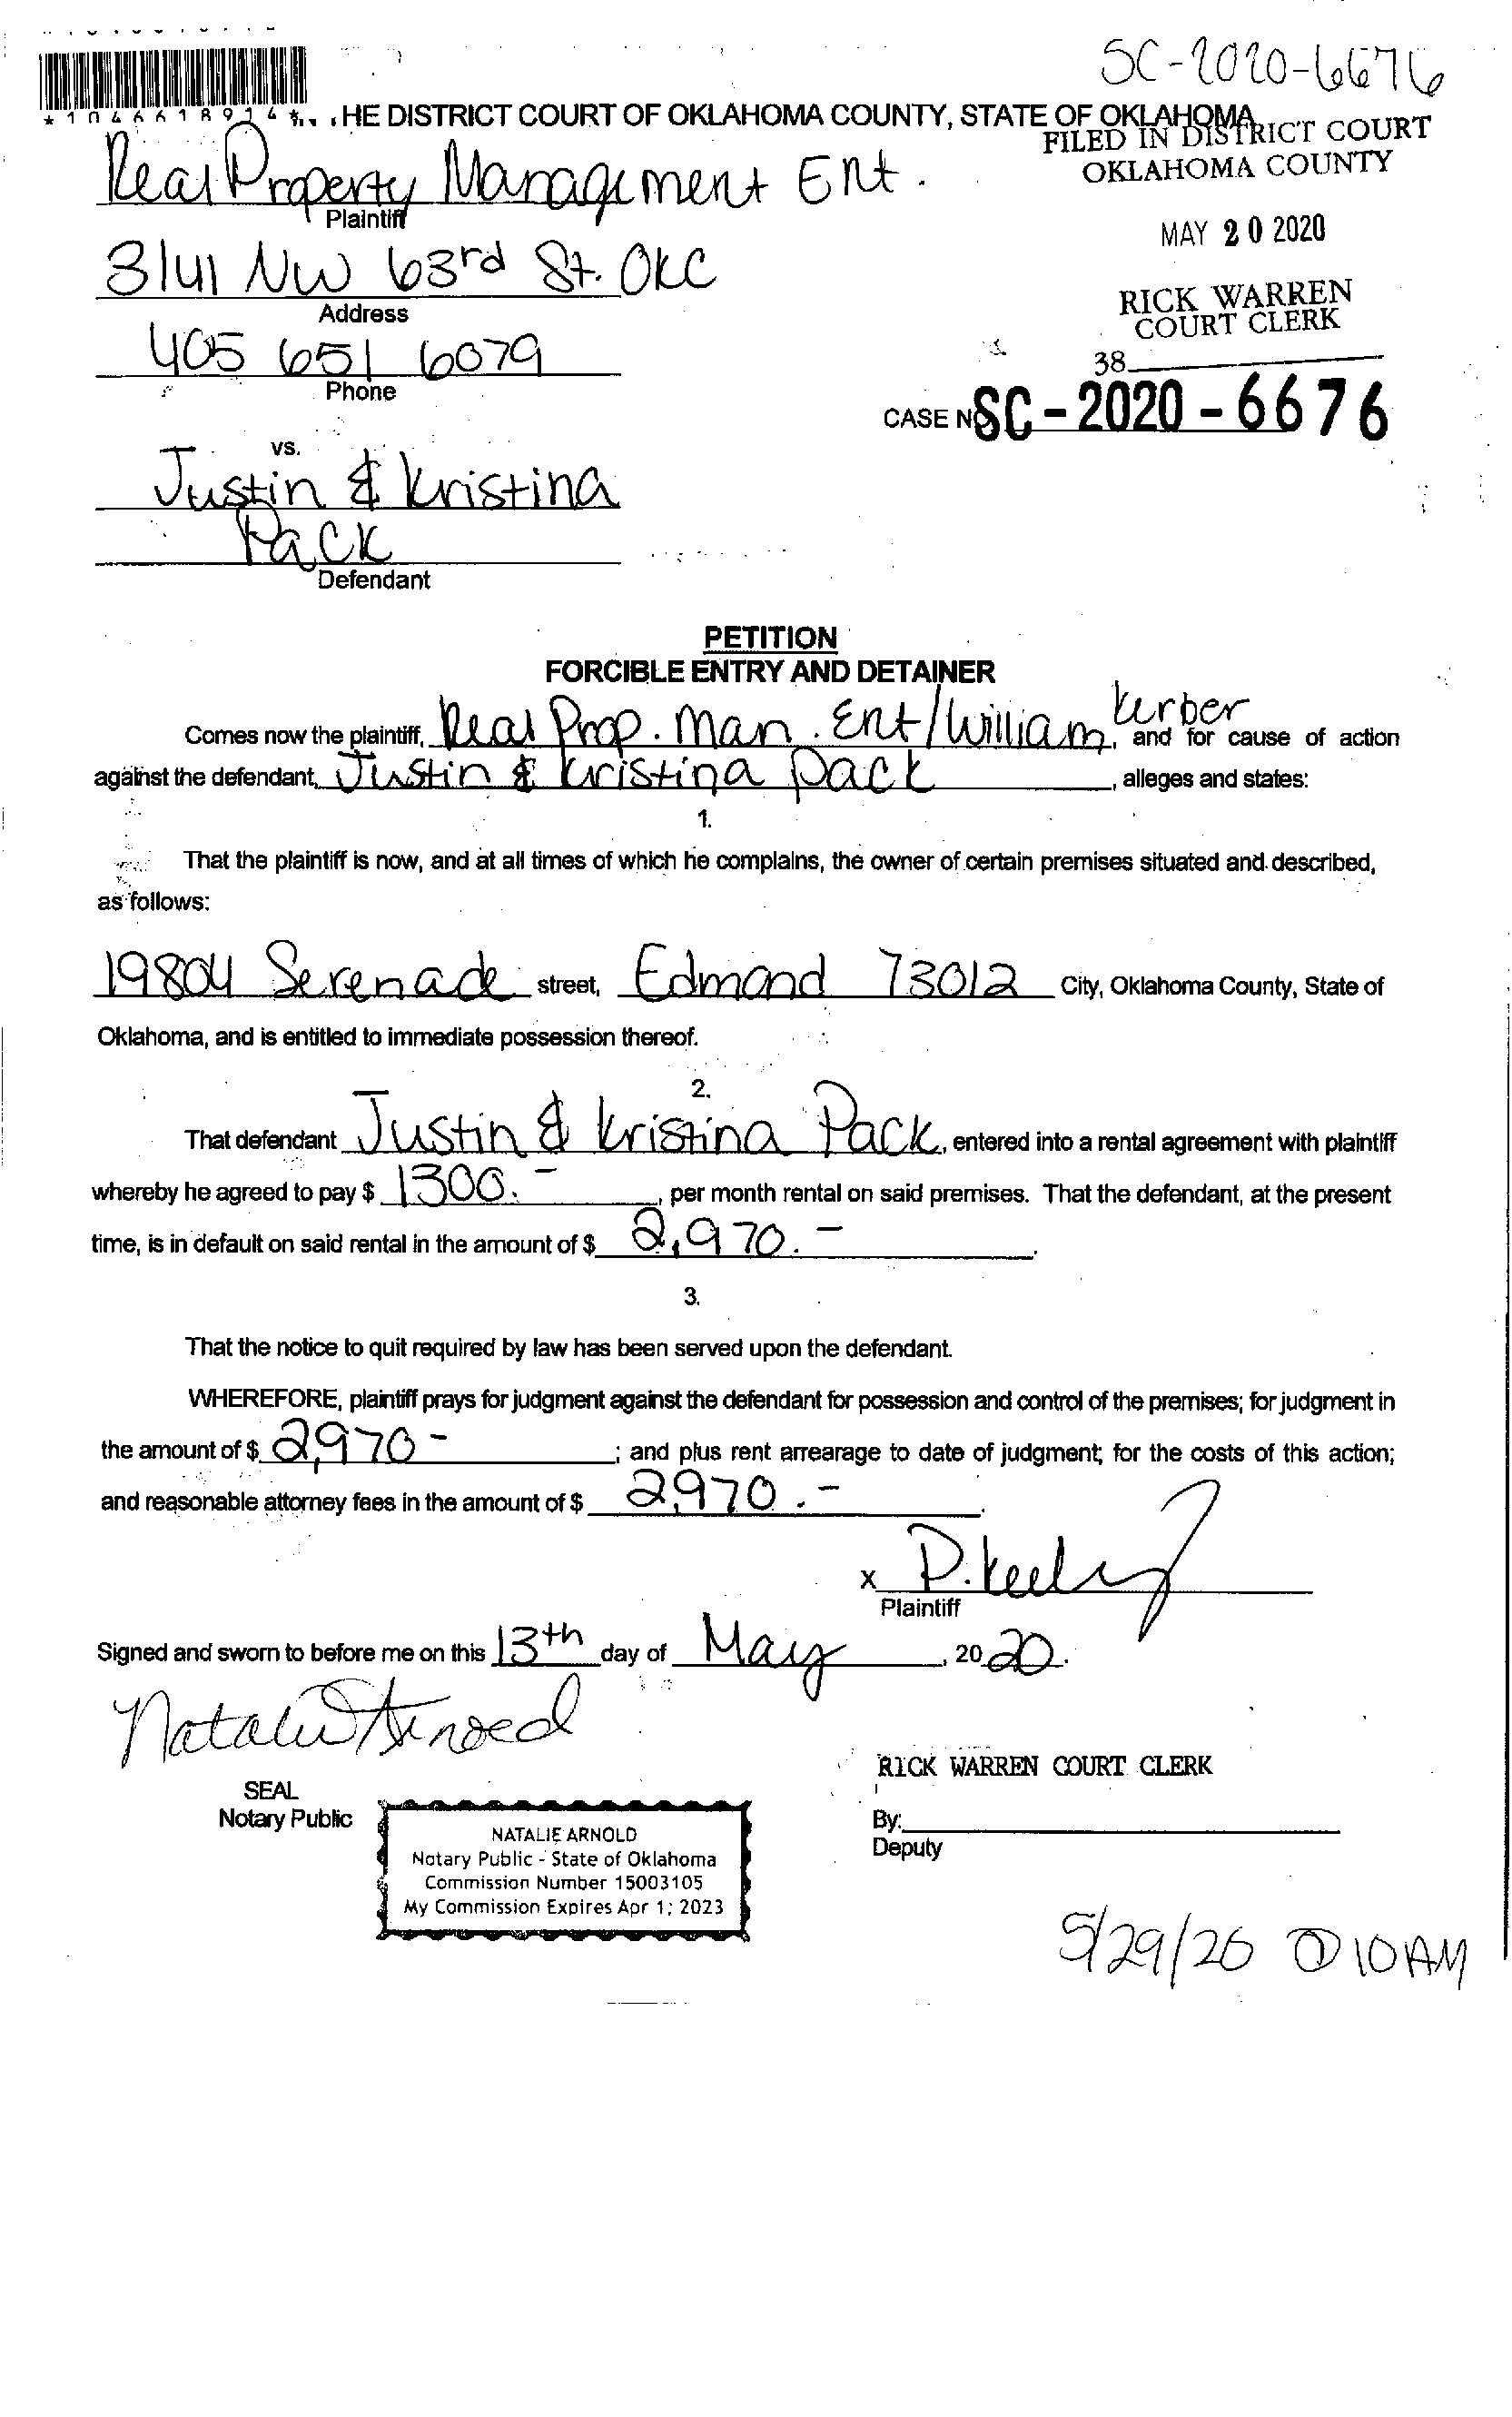 SC-2020-6676
HE DISTRICT COURT OF OKLAHOMA COUNTY, STATE OF OKLAHOMA
FILED IN DISTRICT COURT
OKLAHOMA COUNTY
Real Property Management Ent.
Plaintiff
MAY 20 2020
3141 NW 63rd St. OKC
Address
RICK WARREN
COURT CLERK
405 651 6079
Phone
38
CASE NO SC-2020-6676
vs.
Justin & Kristina
Pack
Defendant
PETITION
FORCIBLE ENTRY AND DETAINER
Comes now the plaintiff, Real Prop. Man. Ent/William Kerber, and for cause of action
against the defendant, Justin & Kristina Pack, alleges and states:
1.
That the plaintiff is now, and at all times of which he complains, the owner of certain premises situated and described,
as follows:
19804 Serenade street, Edmond 73012 City, Oklahoma County, State of
Oklahoma, and is entitled to immediate possession thereof.
2.
That defendant Justin & Kristina Pack, entered into a rental agreement with plaintiff
whereby he agreed to pay $ 1300.-, per month rental on said premises. That the defendant, at the present
time, is in default on said rental in the amount of $ 2,970.-.
3.
That the notice to quit required by law has been served upon the defendant.
WHEREFORE, plaintiff prays for judgment against the defendant for possession and control of the premises; for judgment in
the amount of $ 2,970-; and plus rent arrearage to date of judgment; for the costs of this action;
and reasonable attorney fees in the amount of $ 2,970.-.
X D. Keely
Plaintiff
Signed and sworn to before me on this 13th day of May, 2020.
Natalie Arnold
RICK WARREN COURT CLERK
SEAL
Notary Public
By:
Deputy
NATALIE ARNOLD
Notary Public - State of Oklahoma
Commission Number 15003105
My Commission Expires Apr 1, 2023
5/29/20 @ 10AM